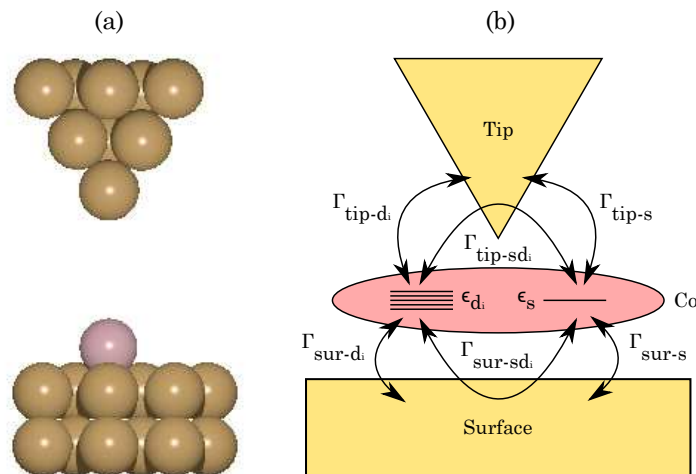 (a)
(b)
Tip
Γtip-dᵢ
Γtip-s
Γtip-sdᵢ
ϵdᵢ
ϵs
Co
Γsur-dᵢ
Γsur-sdᵢ
Γsur-s
Surface